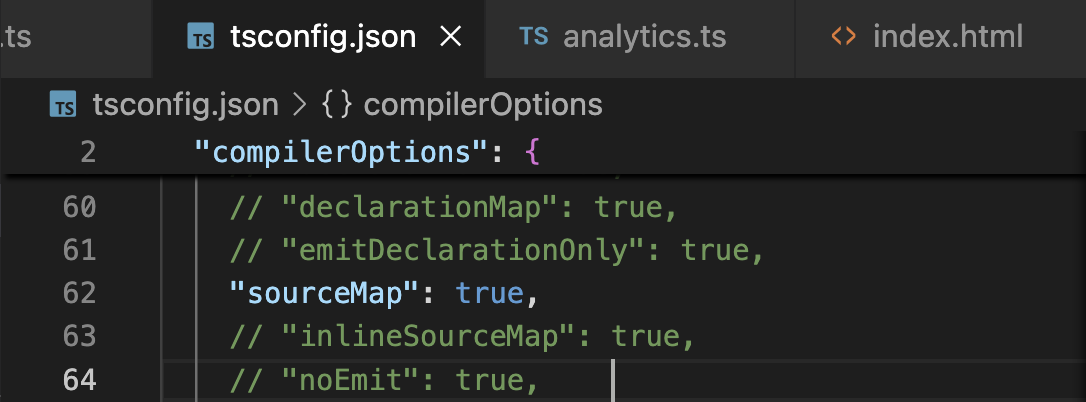 .ts
TS tsconfig.json
TS analytics.ts
<> index.html
TS tsconfig.json > {} compilerOptions
2 "compilerOptions": {
60 // "declarationMap": true,
61 // "emitDeclarationOnly": true,
62 "sourceMap": true,
63 // "inlineSourceMap": true,
64 // "noEmit": true,